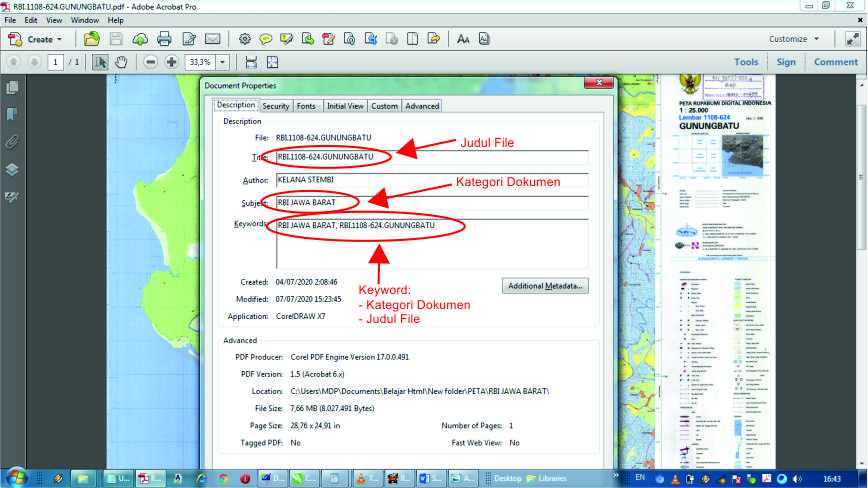 RBI.1108-624.GUNUNGBATU.pdf - Adobe Acrobat Pro
File Edit View Window Help
Create
Customize
1 / 1
33,3%
Tools Sign Comment
Document Properties
Description Security Fonts Initial View Custom Advanced
Description
File: RBI.1108-624.GUNUNGBATU
Title: RBI.1108-624.GUNUNGBATU
Judul File
Author: KELANA STEMBI
Kategori Dokumen
Subject: RBI JAWA BARAT
Keywords: RBI JAWA BARAT, RBI.1108-624.GUNUNGBATU
Created: 04/07/2020 2:08:46
Keyword:
- Kategori Dokumen
- Judul File
Additional Metadata...
Modified: 07/07/2020 15:23:45
Application: CorelDRAW X7
Advanced
PDF Producer: Corel PDF Engine Version 17.0.0.491
PDF Version: 1.5 (Acrobat 6.x)
Location: C:\Users\MDP\Documents\Belajar Html\New folder\PETA\RBI JAWA BARAT\
File Size: 7,66 MB (8.027.491 Bytes)
Page Size: 28,76 x 24,91 in
Number of Pages: 1
Tagged PDF: No
Fast Web View: No
PETA RUPABUMI DIGITAL INDONESIA
1 : 25.000
Lembar 1108-624
GUNUNGBATU
U...
R...
D...
C...
T...
R...
S...
A...
Desktop
Libraries
EN
16:43